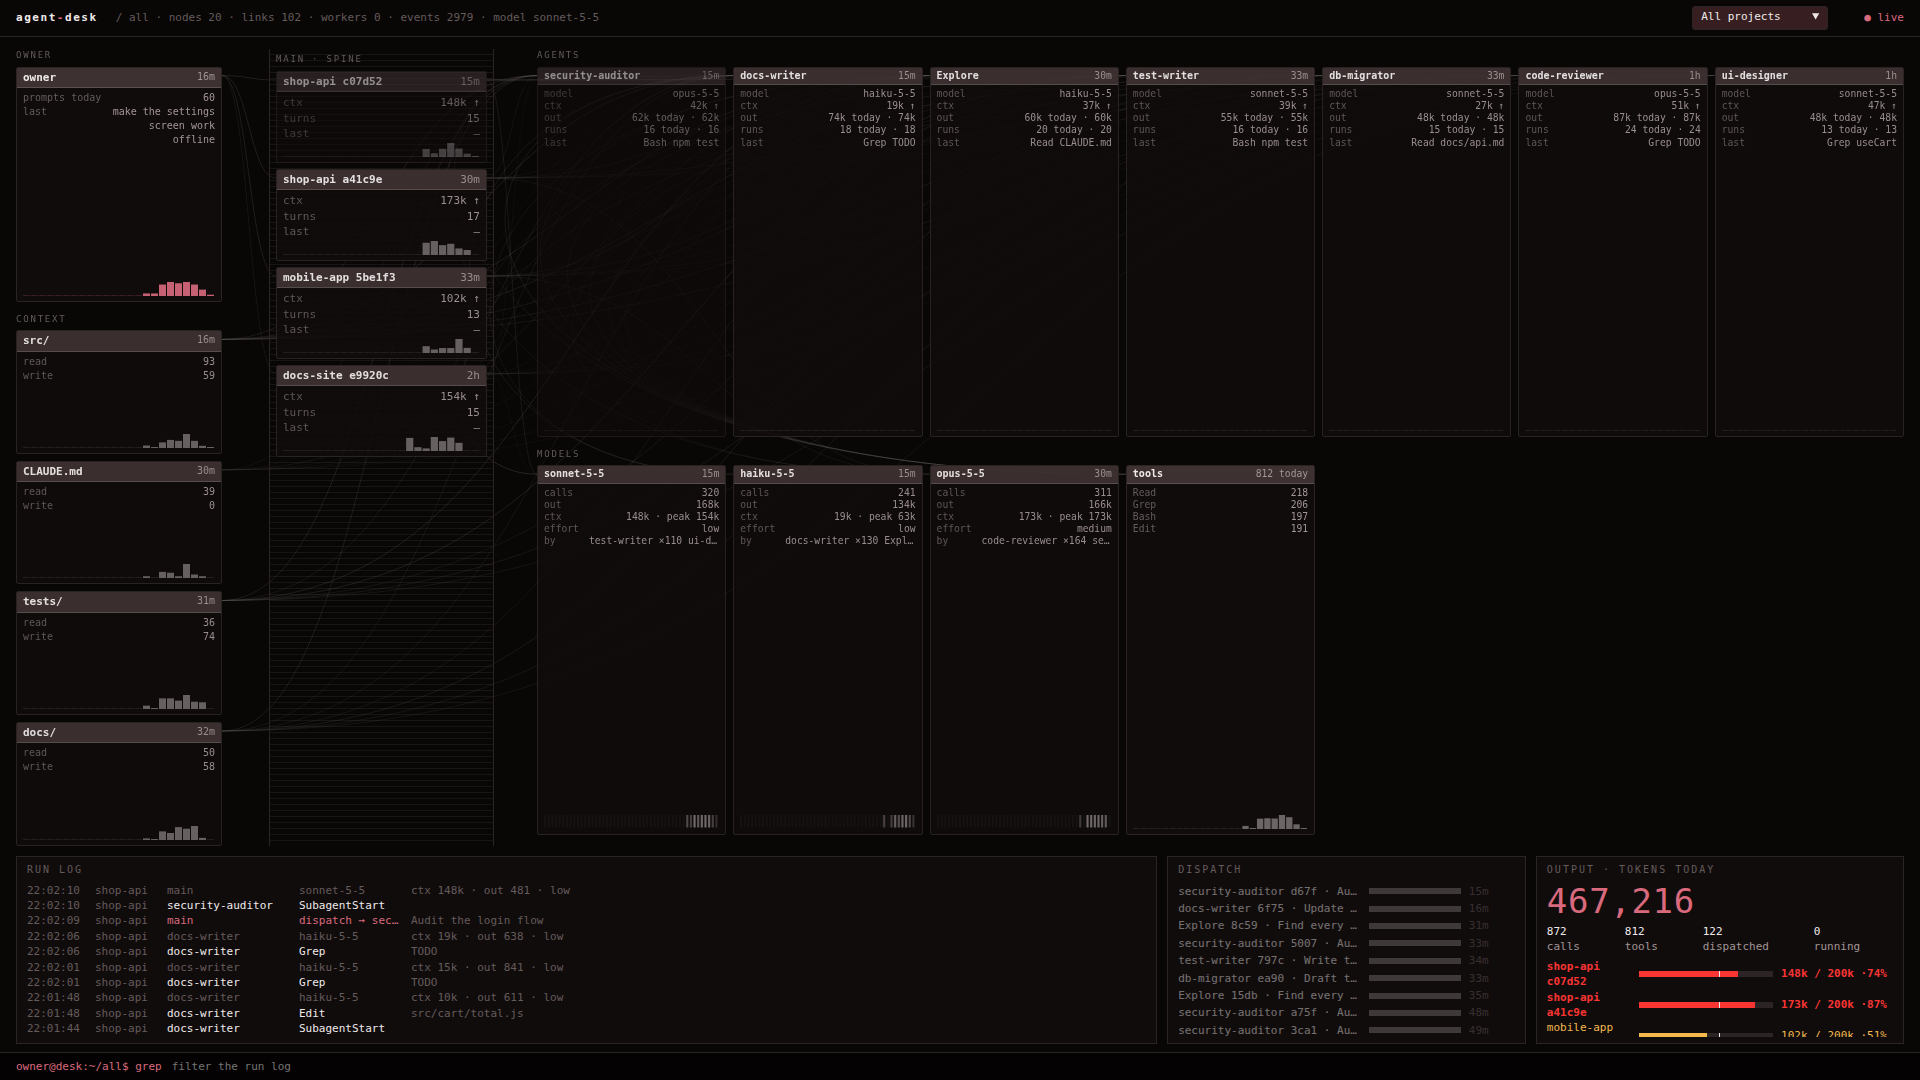 agent-desk / all · nodes 20 · links 102 · workers 0 · events 2979 · model sonnet-5-5
All projects ▼
● live
OWNER
owner 16m
prompts today 60
last make the settings
screen work
offline
CONTEXT
src/ 16m
read 93
write 59
CLAUDE.md 30m
read 39
write 0
tests/ 31m
read 36
write 74
docs/ 32m
read 50
write 58
MAIN · SPINE
shop-api c07d52 15m
ctx 148k ↑
turns 15
last —
shop-api a41c9e 30m
ctx 173k ↑
turns 17
last —
mobile-app 5be1f3 33m
ctx 102k ↑
turns 13
last —
docs-site e9920c 2h
ctx 154k ↑
turns 15
last —
AGENTS
security-auditor 15m
model opus-5-5
ctx 42k ↑
out 62k today · 62k
runs 16 today · 16
last Bash npm test
docs-writer 15m
model haiku-5-5
ctx 19k ↑
out 74k today · 74k
runs 18 today · 18
last Grep TODO
Explore 30m
model haiku-5-5
ctx 37k ↑
out 60k today · 60k
runs 20 today · 20
last Read CLAUDE.md
test-writer 33m
model sonnet-5-5
ctx 39k ↑
out 55k today · 55k
runs 16 today · 16
last Bash npm test
db-migrator 33m
model sonnet-5-5
ctx 27k ↑
out 48k today · 48k
runs 15 today · 15
last Read docs/api.md
code-reviewer 1h
model opus-5-5
ctx 51k ↑
out 87k today · 87k
runs 24 today · 24
last Grep TODO
ui-designer 1h
model sonnet-5-5
ctx 47k ↑
out 48k today · 48k
runs 13 today · 13
last Grep useCart
MODELS
sonnet-5-5 15m
calls 320
out 168k
ctx 148k · peak 154k
effort low
by test-writer ×110 ui-d…
haiku-5-5 15m
calls 241
out 134k
ctx 19k · peak 63k
effort low
by docs-writer ×130 Expl…
opus-5-5 30m
calls 311
out 166k
ctx 173k · peak 173k
effort medium
by code-reviewer ×164 se…
tools 812 today
Read 218
Grep 206
Bash 197
Edit 191
RUN LOG
22:02:10 shop-api main sonnet-5-5 ctx 148k · out 481 · low
22:02:10 shop-api security-auditor SubagentStart
22:02:09 shop-api main dispatch → sec… Audit the login flow
22:02:06 shop-api docs-writer haiku-5-5 ctx 19k · out 638 · low
22:02:06 shop-api docs-writer Grep TODO
22:02:01 shop-api docs-writer haiku-5-5 ctx 15k · out 841 · low
22:02:01 shop-api docs-writer Grep TODO
22:01:48 shop-api docs-writer haiku-5-5 ctx 10k · out 611 · low
22:01:48 shop-api docs-writer Edit src/cart/total.js
22:01:44 shop-api docs-writer SubagentStart
DISPATCH
security-auditor d67f · Au… 15m
docs-writer 6f75 · Update … 16m
Explore 8c59 · Find every … 31m
security-auditor 5007 · Au… 33m
test-writer 797c · Write t… 34m
db-migrator ea90 · Draft t… 33m
Explore 15db · Find every … 35m
security-auditor a75f · Au… 48m
security-auditor 3ca1 · Au… 49m
OUTPUT · TOKENS TODAY
467,216
872 812 122 0
calls tools dispatched running
shop-api c07d52 148k / 200k ·74%
shop-api a41c9e 173k / 200k ·87%
mobile-app 102k / 200k ·51%
owner@desk:~/all$ grep filter the run log